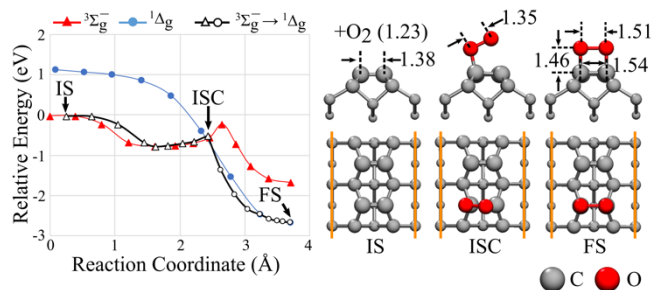 ³Σg⁻ ¹Δg ³Σg⁻→¹Δg
Relative Energy (eV)
2
1
0
-1
-2
-3
IS
ISC
FS
0 1 2 3 4
Reaction Coordinate (Å)
+O₂ (1.23)
1.38
1.35
1.51
1.46
1.54
IS ISC FS
C O